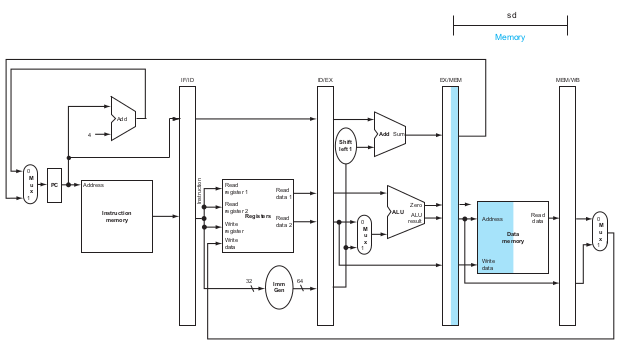 sd
Memory
IF/ID
ID/EX
EX/MEM
MEM/WB
Add
4
0
M
u
x
1
PC
Address
Instruction
memory
Instruction
Read
register 1
Read
register 2
Registers
Write
register
Write
data
Read
data 1
Read
data 2
32
Imm
Gen
64
Shift
left 1
Add Sum
0
M
u
x
1
ALU
Zero
ALU
result
Address
Write
data
Read
data
Data
memory
0
M
u
x
1